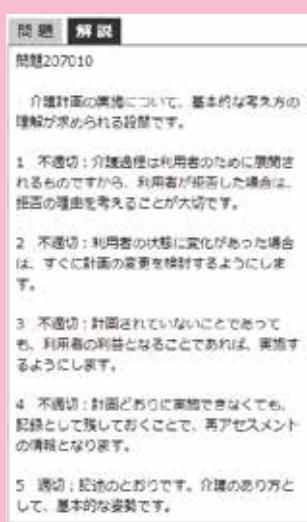 問題 解説
問題207010
介護計画の実施について、基本的な考え方の
理解が求められる設問です。
1 不適切：介護過程は利用者のために展開さ
れるものですから、利用者が拒否した場合は、
拒否の理由を考えることが大切です。
2 不適切：利用者の状態に変化があった場合
は、すぐに計画の変更を検討するようにしま
す。
3 不適切：計画されていないことであって
も、利用者の利益となることであれば、実施す
るようにします。
4 不適切：計画どおりに実施できなくても、
記録として残しておくことで、再アセスメント
の情報となります。
5 適切：記述のとおりです。介護のあり方と
して、基本的な姿勢です。